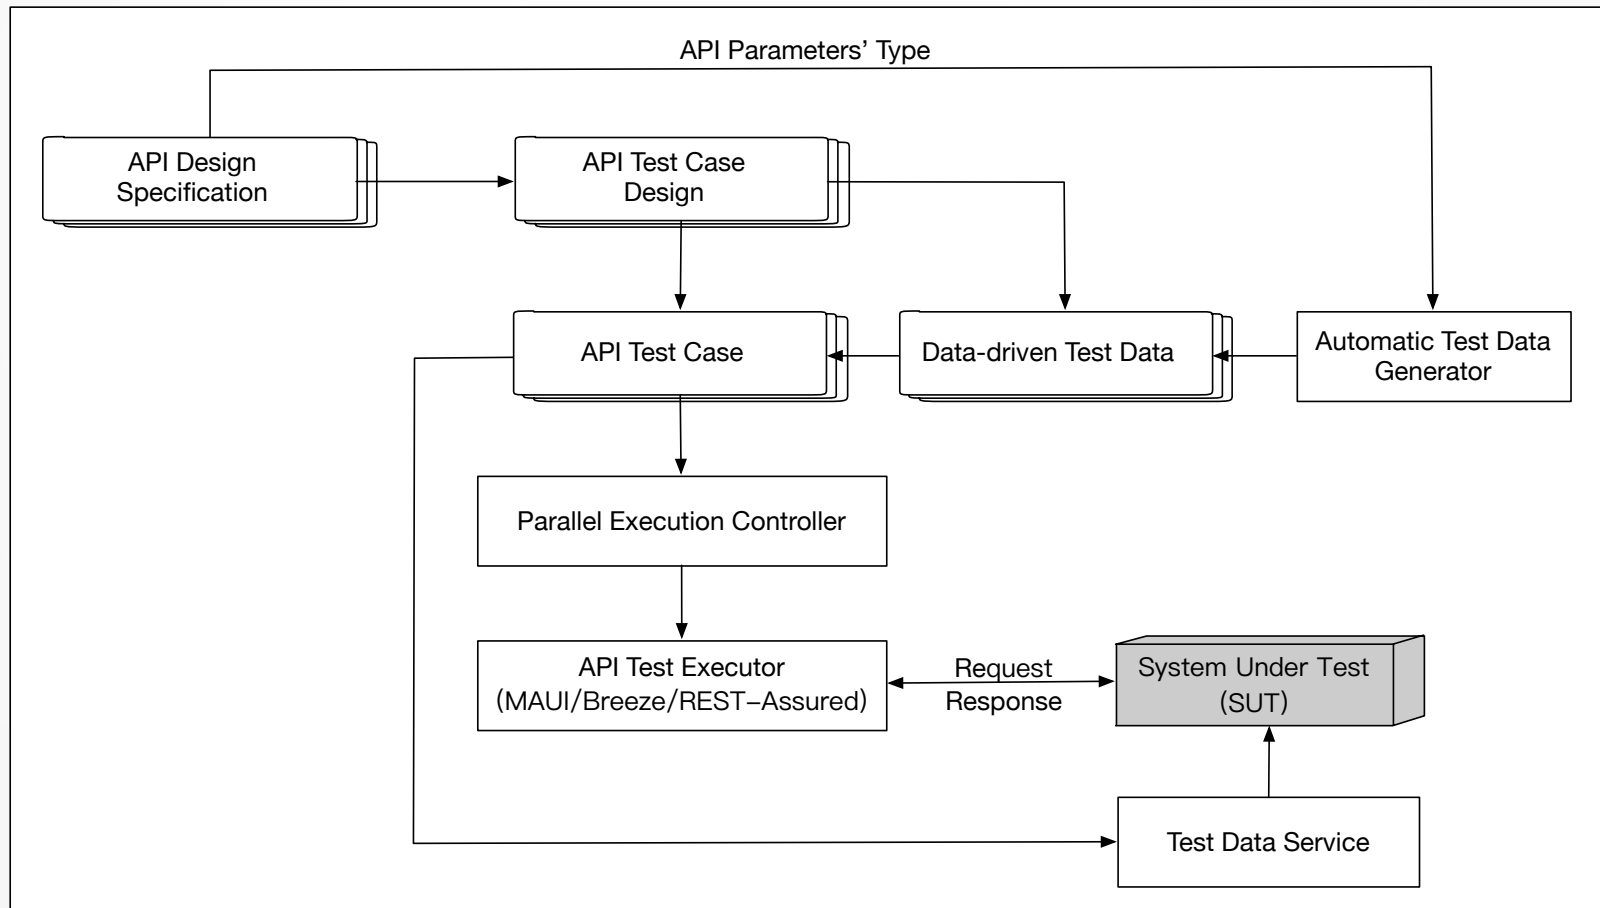 API Parameters’ Type
API Design
Specification
API Test Case
Design
API Test Case
Data-driven Test Data
Automatic Test Data
Generator
Parallel Execution Controller
API Test Executor
(MAUI/Breeze/REST–Assured)
Request
Response
System Under Test
(SUT)
Test Data Service